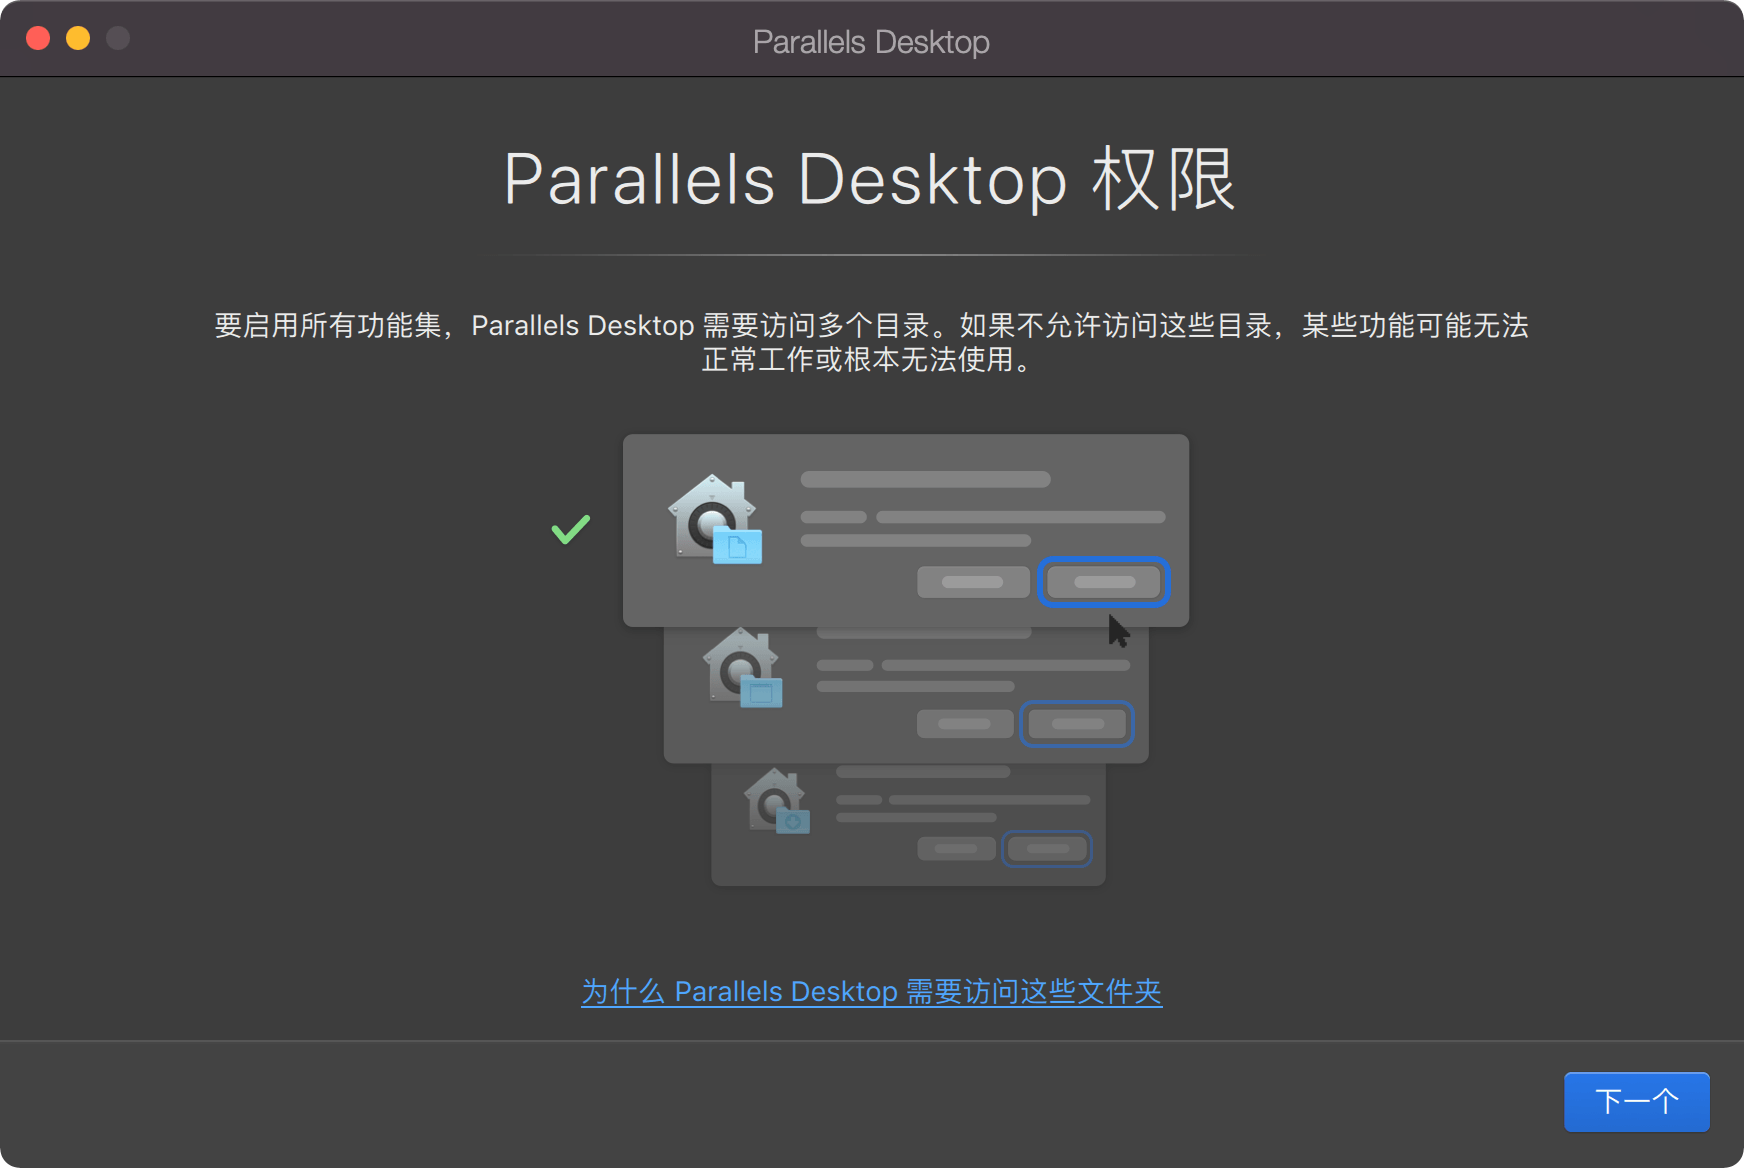 Parallels Desktop
Parallels Desktop 权限
要启用所有功能集，Parallels Desktop 需要访问多个目录。如果不允许访问这些目录，某些功能可能无法
正常工作或根本无法使用。
为什么 Parallels Desktop 需要访问这些文件夹
下一个